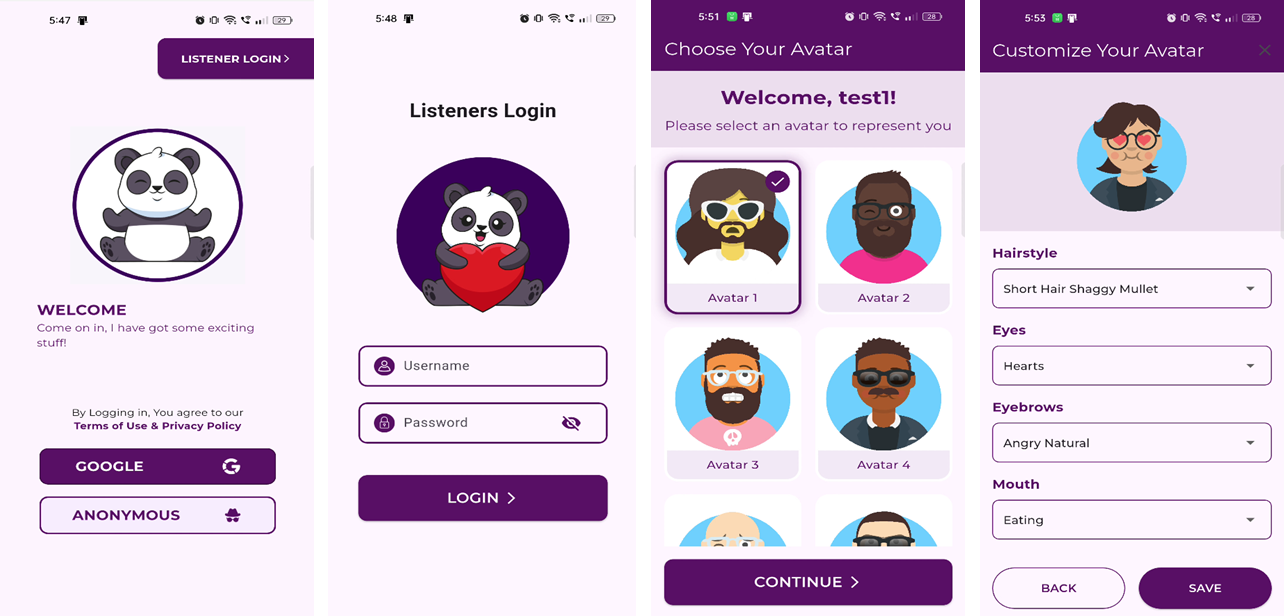 5:47
29
LISTENER LOGIN
WELCOME
Come on in, I have got some exciting
stuff!
By Logging in, You agree to our
Terms of Use & Privacy Policy
GOOGLE
ANONYMOUS
5:48
29
Listeners Login
Username
Password
LOGIN
5:51
28
Choose Your Avatar
Welcome, test1!
Please select an avatar to represent you
Avatar 1
Avatar 2
Avatar 3
Avatar 4
CONTINUE
5:53
28
Customize Your Avatar
Hairstyle
Short Hair Shaggy Mullet
Eyes
Hearts
Eyebrows
Angry Natural
Mouth
Eating
BACK
SAVE